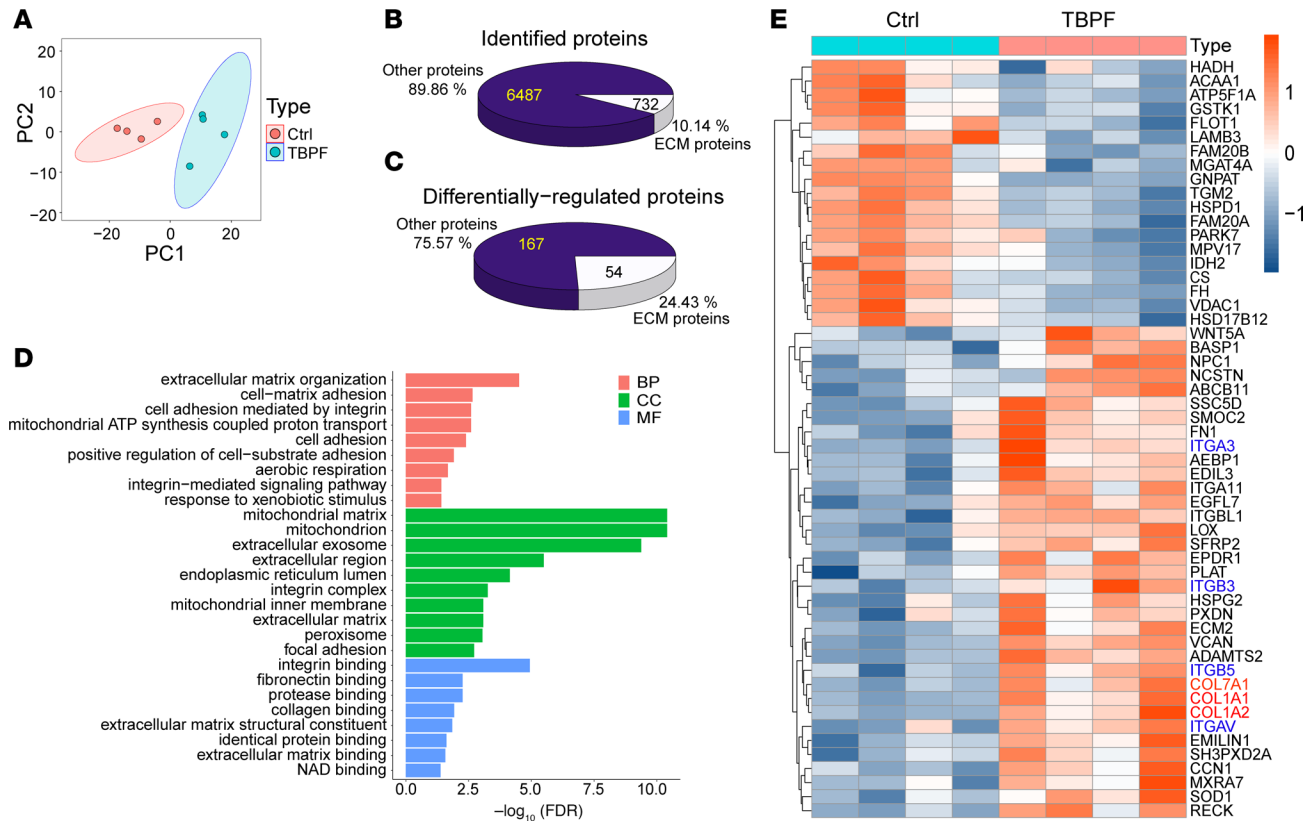 A
20
10
0
−10
−20
PC2
−20
0
20
PC1
Type
Ctrl
TBPF
B
Identified proteins
Other proteins
89.86 %
6487
732
10.14 %
ECM proteins
C
Differentially-regulated proteins
Other proteins
75.57 %
167
54
24.43 %
ECM proteins
D
extracellular matrix organization
cell−matrix adhesion
cell adhesion mediated by integrin
mitochondrial ATP synthesis coupled proton transport
cell adhesion
positive regulation of cell−substrate adhesion
aerobic respiration
integrin−mediated signaling pathway
response to xenobiotic stimulus
mitochondrial matrix
mitochondrion
extracellular exosome
extracellular region
endoplasmic reticulum lumen
integrin complex
mitochondrial inner membrane
extracellular matrix
peroxisome
focal adhesion
integrin binding
fibronectin binding
protease binding
collagen binding
extracellular matrix structural constituent
identical protein binding
extracellular matrix binding
NAD binding
0.0 2.5 5.0 7.5 10.0
−log10 (FDR)
BP
CC
MF
E
Ctrl TBPF
Type
HADH
ACAA1
ATP5F1A
GSTK1
FLOT1
LAMB3
FAM20B
MGAT4A
GNPAT
TGM2
HSPD1
FAM20A
PARK7
MPV17
IDH2
CS
FH
VDAC1
HSD17B12
WNT5A
BASP1
NPC1
NCSTN
ABCB11
SSC5D
SMOC2
FN1
ITGA3
AEBP1
EDIL3
ITGA11
EGFL7
ITGBL1
LOX
SFRP2
EPDR1
PLAT
ITGB3
HSPG2
PXDN
ECM2
VCAN
ADAMTS2
ITGB5
COL7A1
COL1A1
COL1A2
ITGAV
EMILIN1
SH3PXD2A
CCN1
MXRA7
SOD1
RECK
1
0
−1